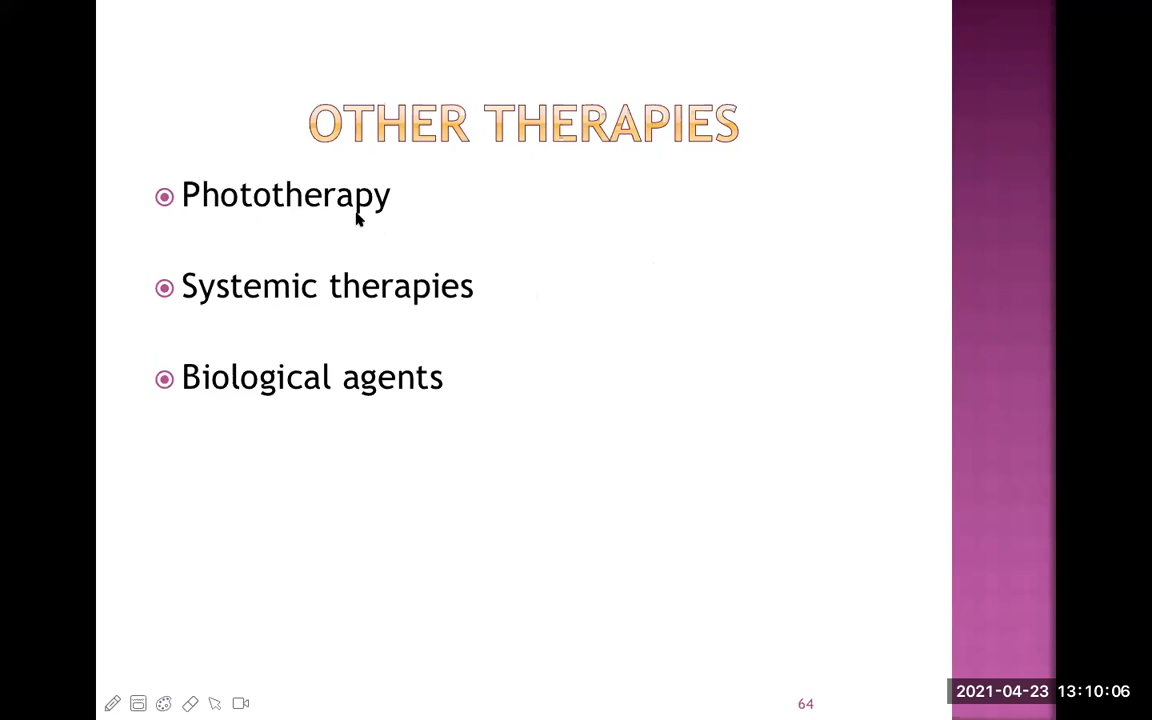 OTHER THERAPIES
Phototherapy
Systemic therapies
Biological agents
64
2021-04-23 13:10:06